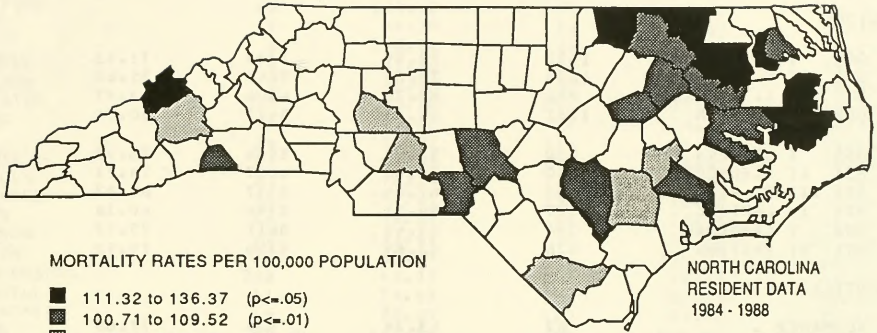 MORTALITY RATES PER 100,000 POPULATION
111.32 to 136.37 (p<=.05)
100.71 to 109.52 (p<=.01)
NORTH CAROLINA
RESIDENT DATA
1984 - 1988